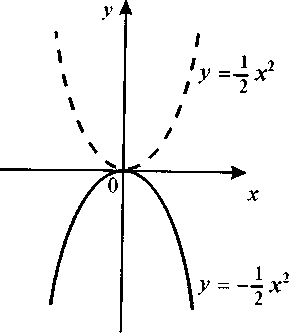 y
y = 1/2 x²
0
x
y = -1/2 x²